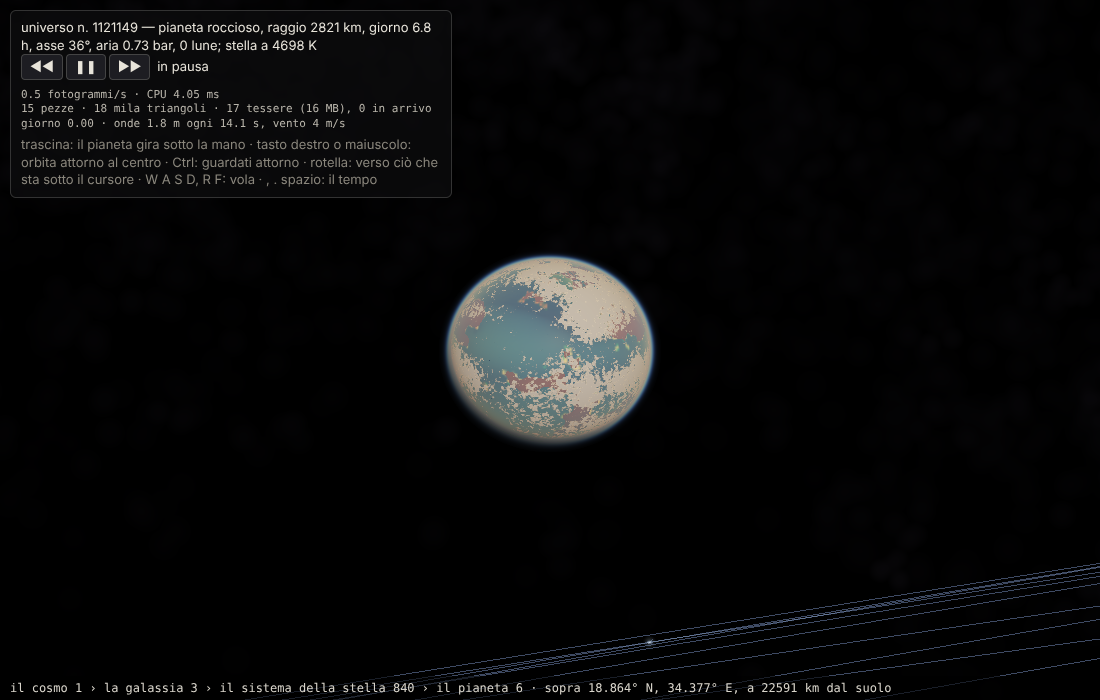 universo n. 1121149 — pianeta roccioso, raggio 2821 km, giorno 6.8
h, asse 36°, aria 0.73 bar, 0 lune; stella a 4698 K
in pausa
0.5 fotogrammi/s · CPU 4.05 ms
15 pezze · 18 mila triangoli · 17 tessere (16 MB), 0 in arrivo
giorno 0.00 · onde 1.8 m ogni 14.1 s, vento 4 m/s
trascina: il pianeta gira sotto la mano · tasto destro o maiuscolo:
orbita attorno al centro · Ctrl: guardati attorno · rotella: verso ciò che
sta sotto il cursore · W A S D, R F: vola · , . spazio: il tempo
il cosmo 1 › la galassia 3 › il sistema della stella 840 › il pianeta 6 · sopra 18.864° N, 34.377° E, a 22591 km dal suolo